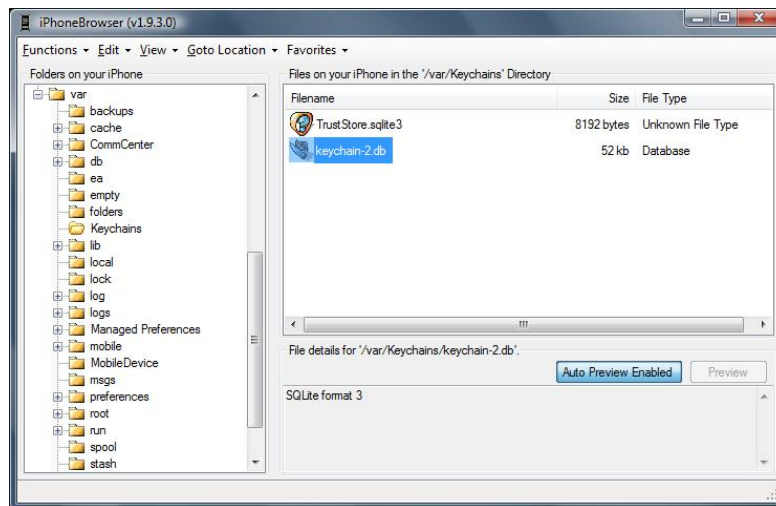 iPhoneBrowser (v1.9.3.0)
Functions Edit View Goto Location Favorites
Folders on your iPhone
var
backups
cache
CommCenter
db
ea
empty
folders
Keychains
lib
local
lock
log
logs
Managed Preferences
mobile
MobileDevice
msgs
preferences
root
run
spool
stash
Files on your iPhone in the '/var/Keychains' Directory
Filename Size File Type
TrustStore.sqlite3 8192 bytes Unknown File Type
keychain-2.db 52 kb Database
File details for '/var/Keychains/keychain-2.db'.
Auto Preview Enabled Preview
SQLite format 3